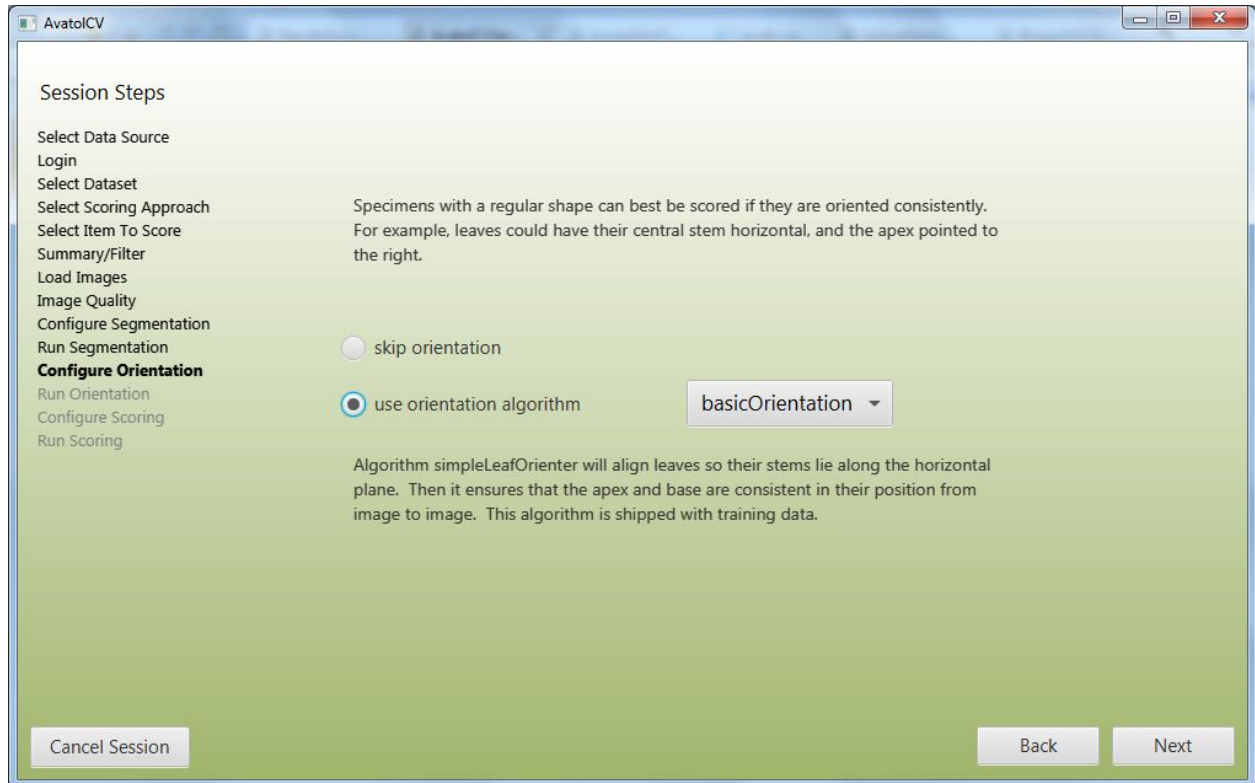 AvatolCV
Session Steps
Select Data Source
Login
Select Dataset
Select Scoring Approach
Select Item To Score
Summary/Filter
Load Images
Image Quality
Configure Segmentation
Run Segmentation
Configure Orientation
Run Orientation
Configure Scoring
Run Scoring
Specimens with a regular shape can best be scored if they are oriented consistently.
For example, leaves could have their central stem horizontal, and the apex pointed to
the right.
skip orientation
use orientation algorithm
basicOrientation
Algorithm simpleLeafOrienter will align leaves so their stems lie along the horizontal
plane. Then it ensures that the apex and base are consistent in their position from
image to image. This algorithm is shipped with training data.
Cancel Session
Back
Next